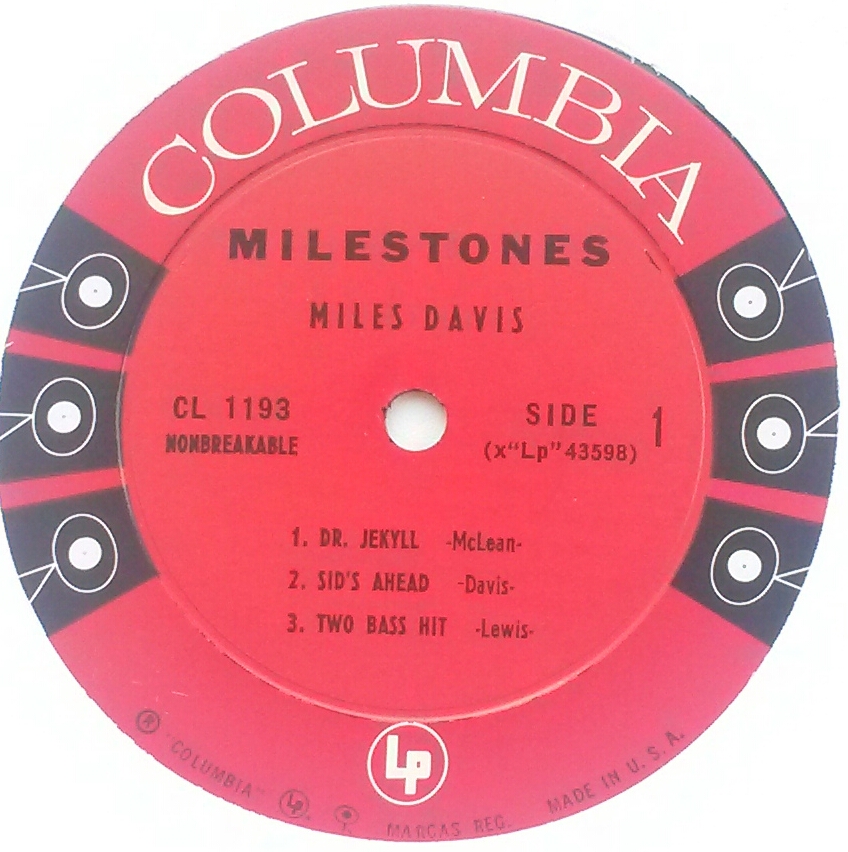 COLUMBIA
MILESTONES
MILES DAVIS
CL 1193
NONBREAKABLE
SIDE 1
(x“Lp”43598)
1. DR. JEKYLL -McLean-
2. SID'S AHEAD -Davis-
3. TWO BASS HIT -Lewis-
LP
® "COLUMBIA" LP MARCAS REG. MADE IN U.S.A.